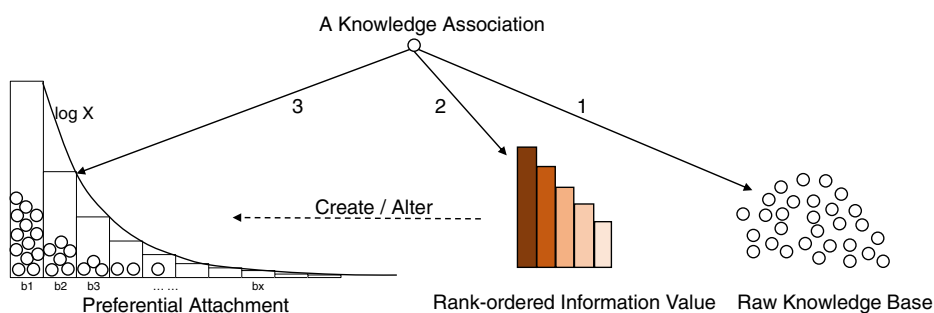 A Knowledge Association
3
2
1
log X
Create / Alter
b1 b2 b3 ... ... bx
Preferential Attachment
Rank-ordered Information Value
Raw Knowledge Base